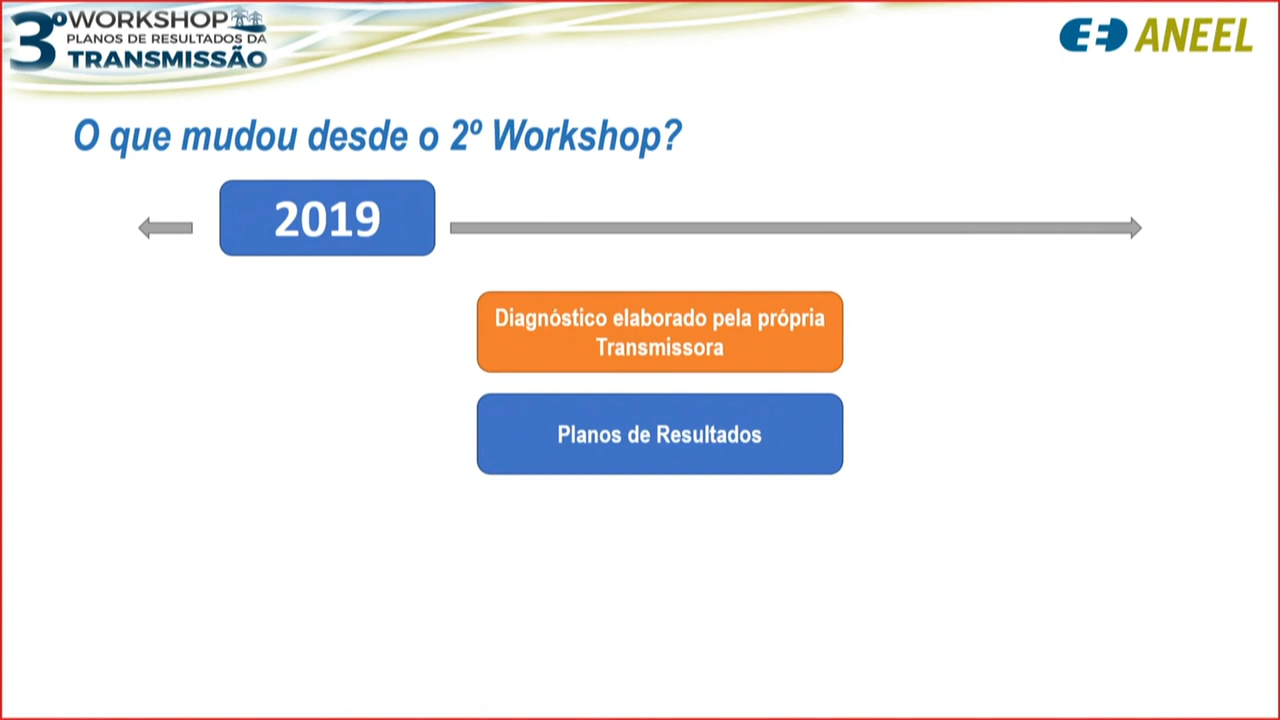 3º WORKSHOP
PLANOS DE RESULTADOS DA
TRANSMISSÃO
ANEEL
O que mudou desde o 2º Workshop?
2019
Diagnóstico elaborado pela própria
Transmissora
Planos de Resultados